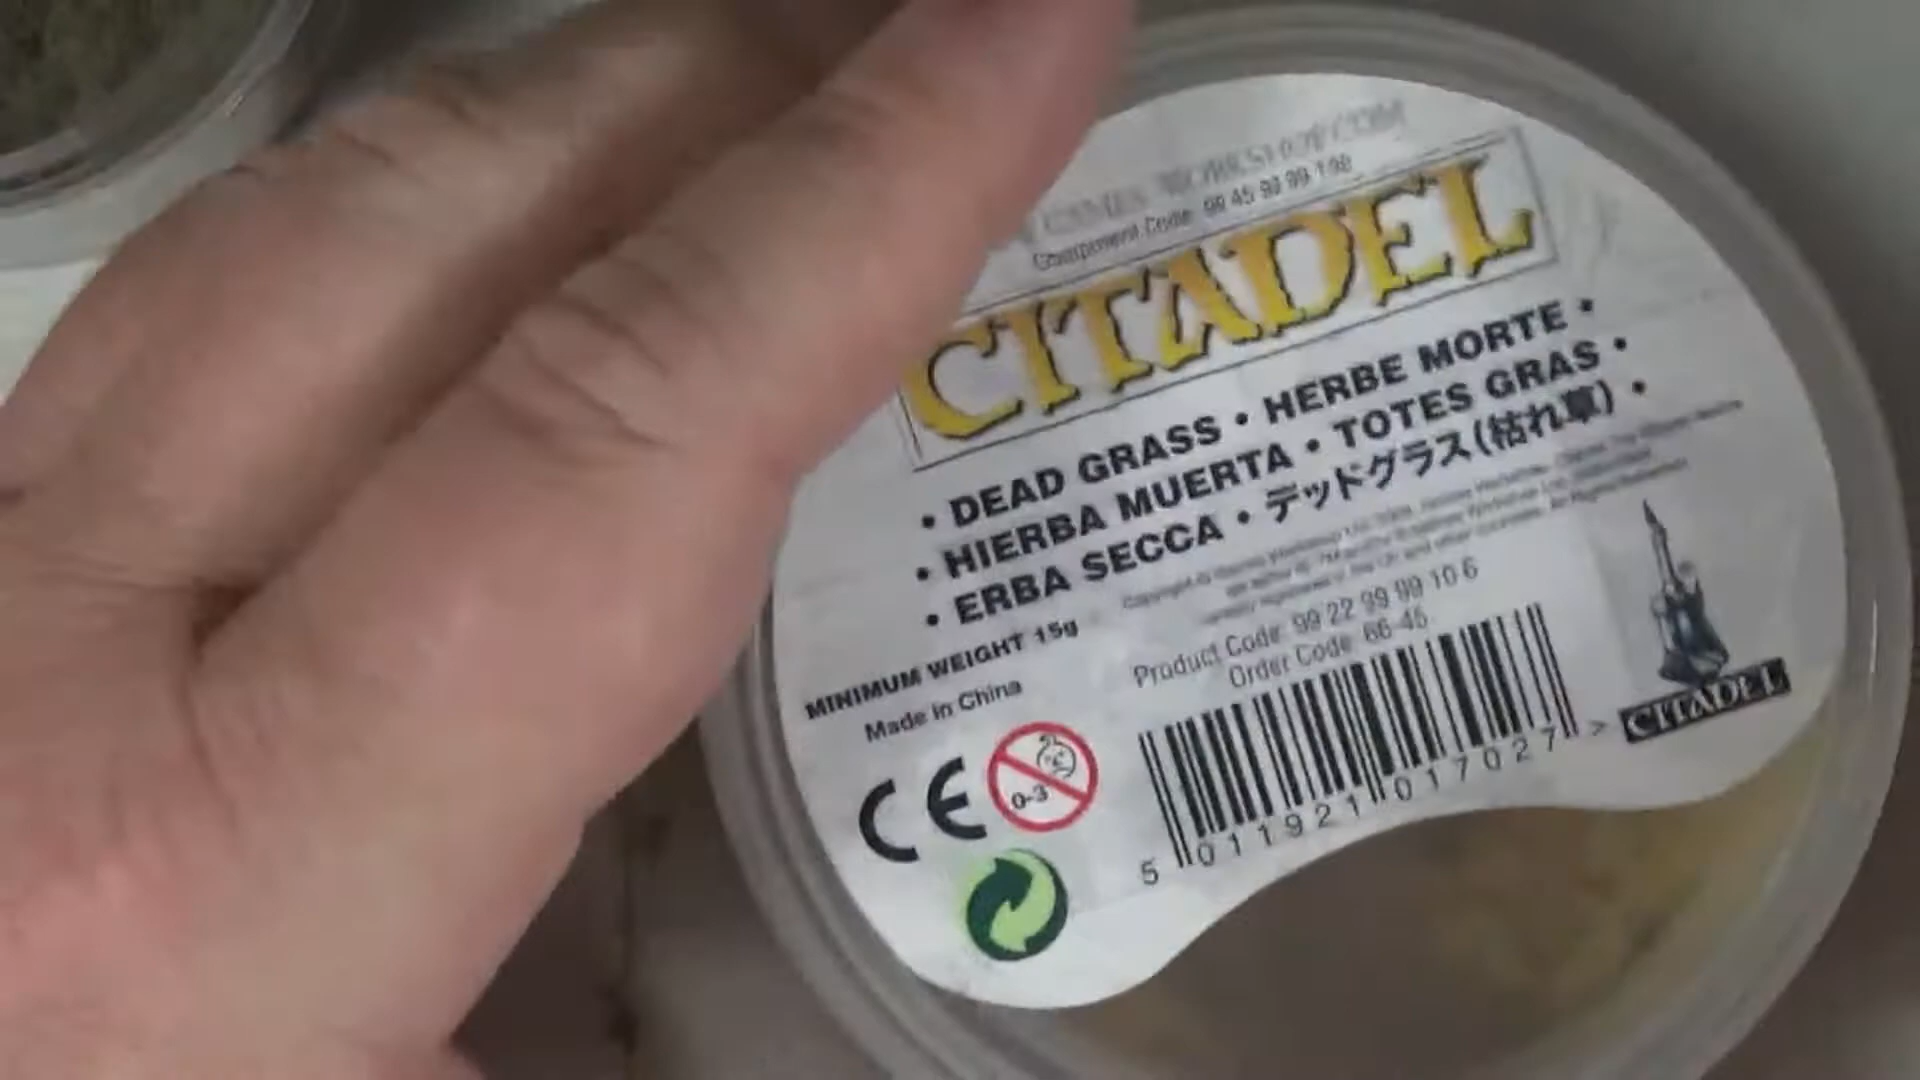 Component Code: 99 45 99 99 198
CITADEL
• DEAD GRASS • HERBE MORTE •
• HIERBA MUERTA • TOTES GRAS •
• ERBA SECCA • デッドグラス(枯れ草) •
MINIMUM WEIGHT 15g
Made in China
Product Code: 99 22 99 99 10 6
Order Code: 66-45
CE
0-3
5 011921 017027 >
CITADEL